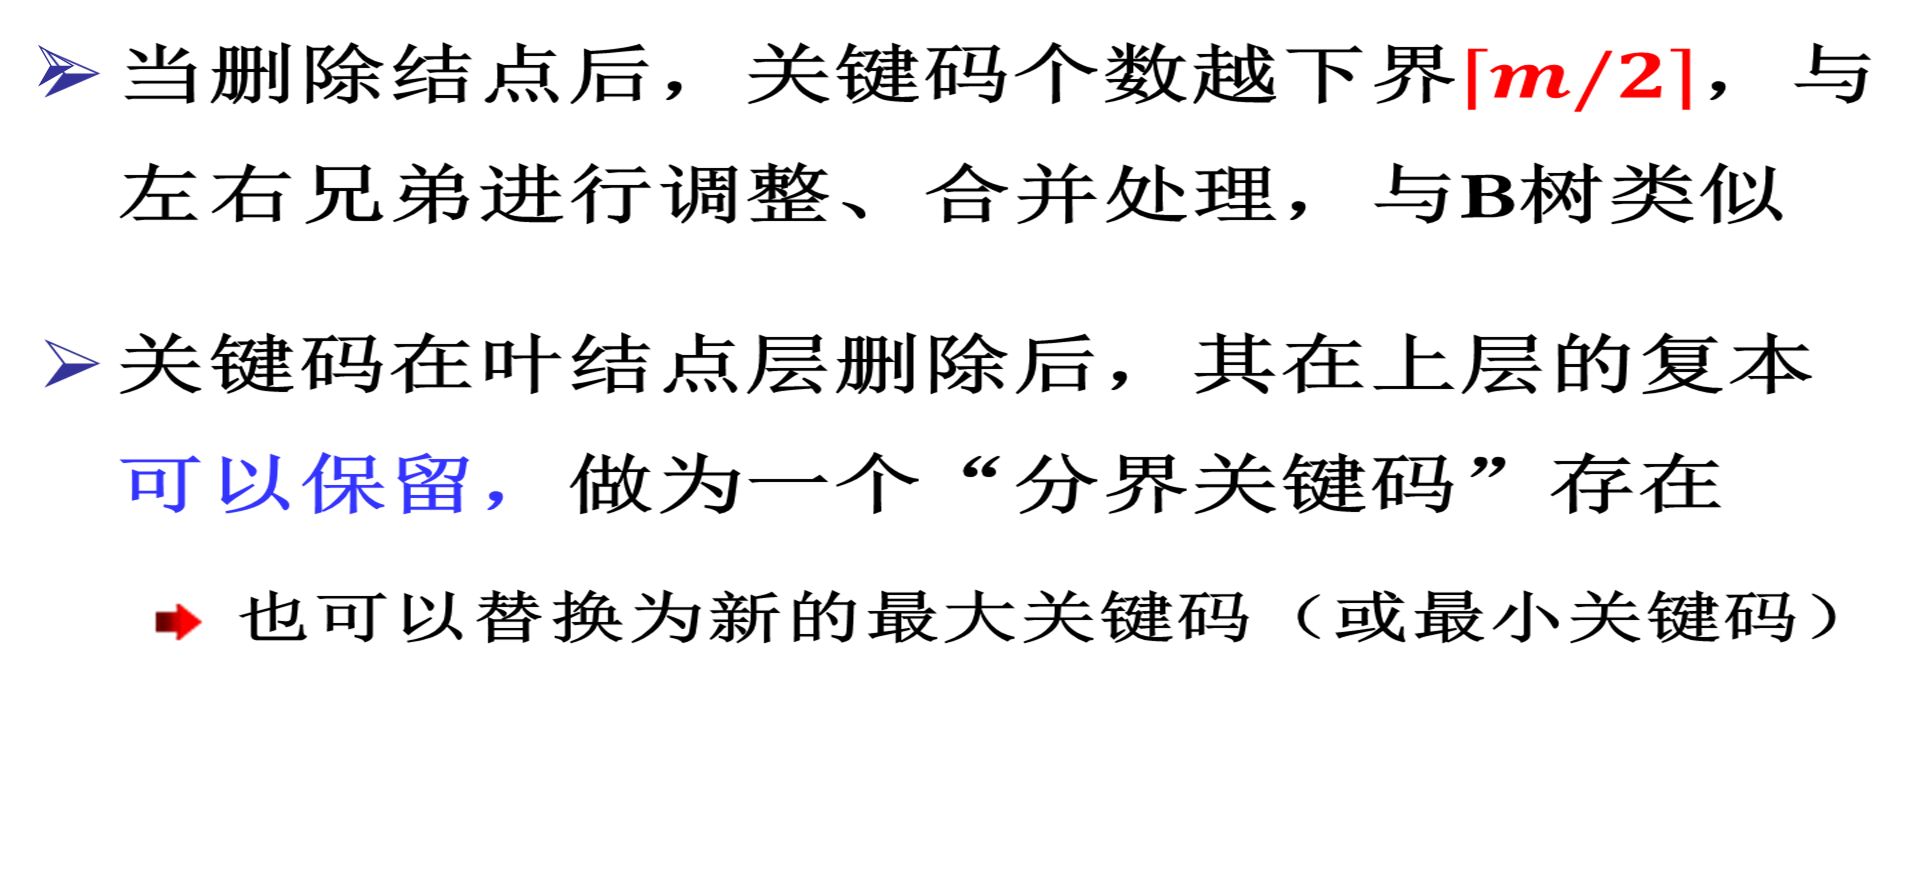 当删除结点后，关键码个数越下界⌈m/2⌉，与
左右兄弟进行调整、合并处理，与B树类似
关键码在叶结点层删除后，其在上层的复本
可以保留，做为一个“分界关键码”存在
也可以替换为新的最大关键码（或最小关键码）